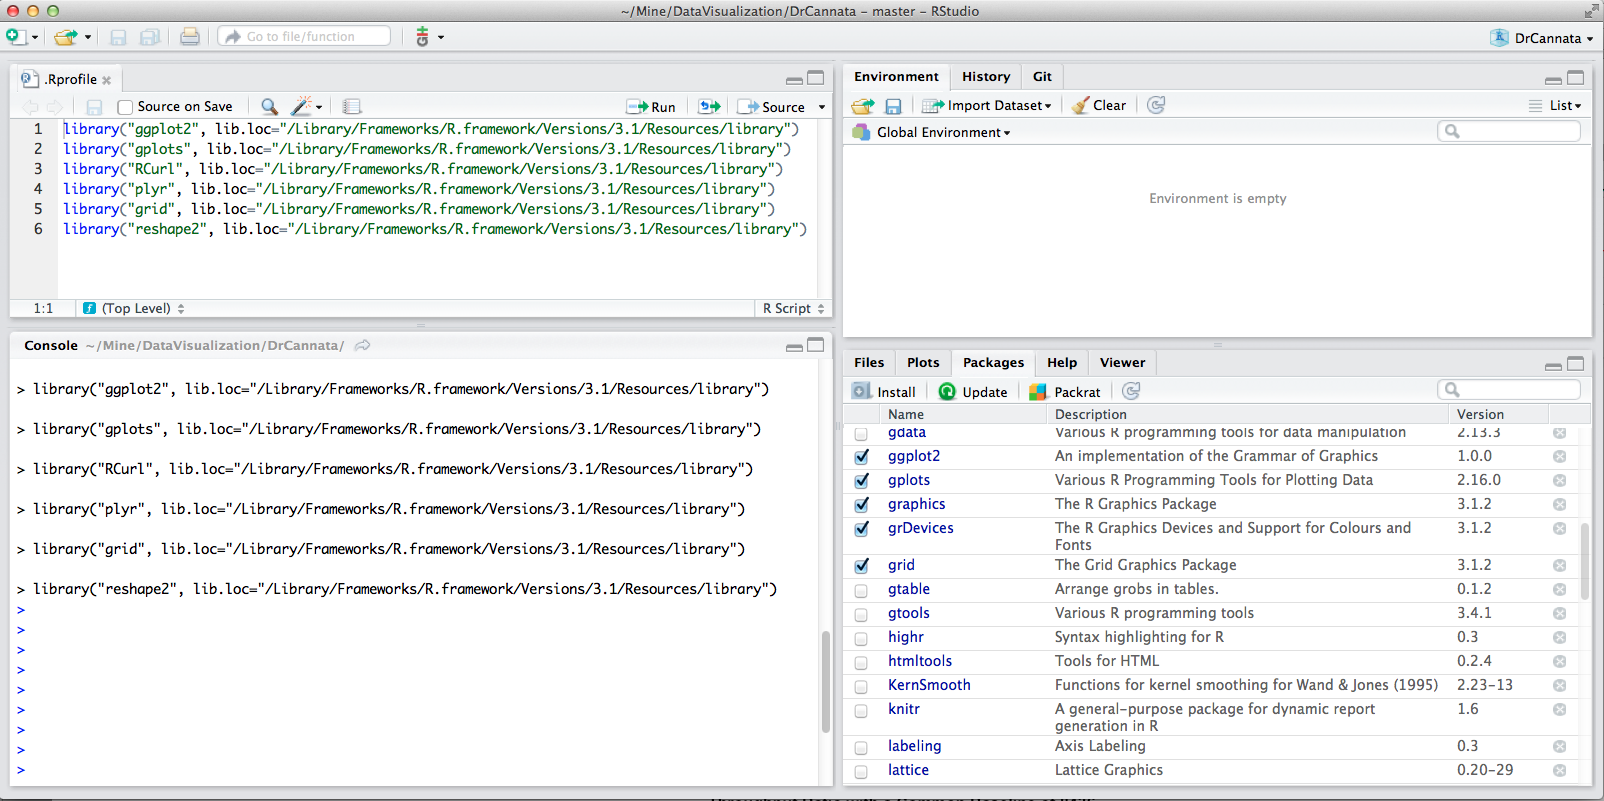 ~/Mine/DataVisualization/DrCannata - master - RStudio
Go to file/function
DrCannata
.Rprofile
Source on Save
Run
Source
1 library("ggplot2", lib.loc="/Library/Frameworks/R.framework/Versions/3.1/Resources/library")
2 library("gplots", lib.loc="/Library/Frameworks/R.framework/Versions/3.1/Resources/library")
3 library("RCurl", lib.loc="/Library/Frameworks/R.framework/Versions/3.1/Resources/library")
4 library("plyr", lib.loc="/Library/Frameworks/R.framework/Versions/3.1/Resources/library")
5 library("grid", lib.loc="/Library/Frameworks/R.framework/Versions/3.1/Resources/library")
6 library("reshape2", lib.loc="/Library/Frameworks/R.framework/Versions/3.1/Resources/library")
1:1 (Top Level) R Script
Console ~/Mine/DataVisualization/DrCannata/
> library("ggplot2", lib.loc="/Library/Frameworks/R.framework/Versions/3.1/Resources/library")
> library("gplots", lib.loc="/Library/Frameworks/R.framework/Versions/3.1/Resources/library")
> library("RCurl", lib.loc="/Library/Frameworks/R.framework/Versions/3.1/Resources/library")
> library("plyr", lib.loc="/Library/Frameworks/R.framework/Versions/3.1/Resources/library")
> library("grid", lib.loc="/Library/Frameworks/R.framework/Versions/3.1/Resources/library")
> library("reshape2", lib.loc="/Library/Frameworks/R.framework/Versions/3.1/Resources/library")
>
>
>
>
>
>
>
>
>
Environment History Git
Import Dataset Clear List
Global Environment
Environment is empty
Files Plots Packages Help Viewer
Install Update Packrat
Name Description Version
gdata Various R programming tools for data manipulation 2.13.3
ggplot2 An implementation of the Grammar of Graphics 1.0.0
gplots Various R Programming Tools for Plotting Data 2.16.0
graphics The R Graphics Package 3.1.2
grDevices The R Graphics Devices and Support for Colours and 3.1.2
Fonts
grid The Grid Graphics Package 3.1.2
gtable Arrange grobs in tables. 0.1.2
gtools Various R programming tools 3.4.1
highr Syntax highlighting for R 0.3
htmltools Tools for HTML 0.2.4
KernSmooth Functions for kernel smoothing for Wand & Jones (1995) 2.23-13
knitr A general-purpose package for dynamic report 1.6
generation in R
labeling Axis Labeling 0.3
lattice Lattice Graphics 0.20-29